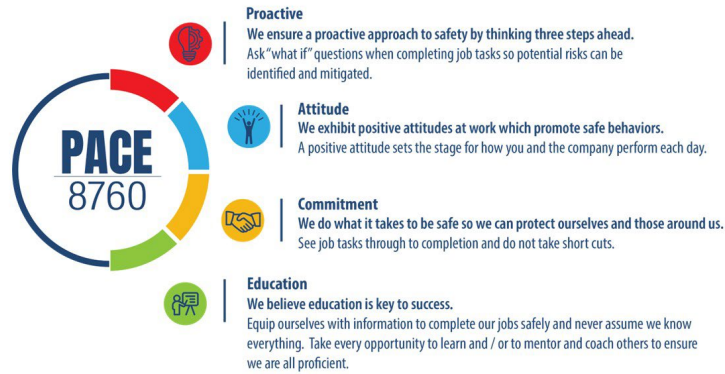 Proactive
We ensure a proactive approach to safety by thinking three steps ahead.
Ask “what if” questions when completing job tasks so potential risks can be
identified and mitigated.
Attitude
We exhibit positive attitudes at work which promote safe behaviors.
A positive attitude sets the stage for how you and the company perform each day.
PACE
8760
Commitment
We do what it takes to be safe so we can protect ourselves and those around us.
See job tasks through to completion and do not take short cuts.
Education
We believe education is key to success.
Equip ourselves with information to complete our jobs safely and never assume we know
everything. Take every opportunity to learn and / or to mentor and coach others to ensure
we are all proficient.